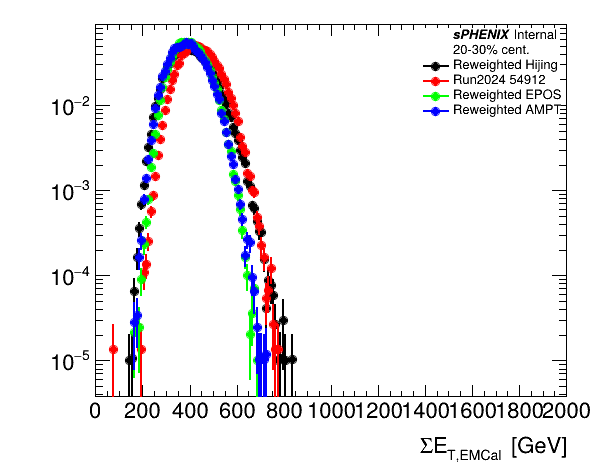 sPHENIX Internal
20-30% cent.
Reweighted Hijing
Run2024 54912
Reweighted EPOS
Reweighted AMPT
10⁻²
10⁻³
10⁻⁴
10⁻⁵
0 200 400 600 800 1000 1200 1400 1600 1800 2000
ΣE_T,EMCal [GeV]